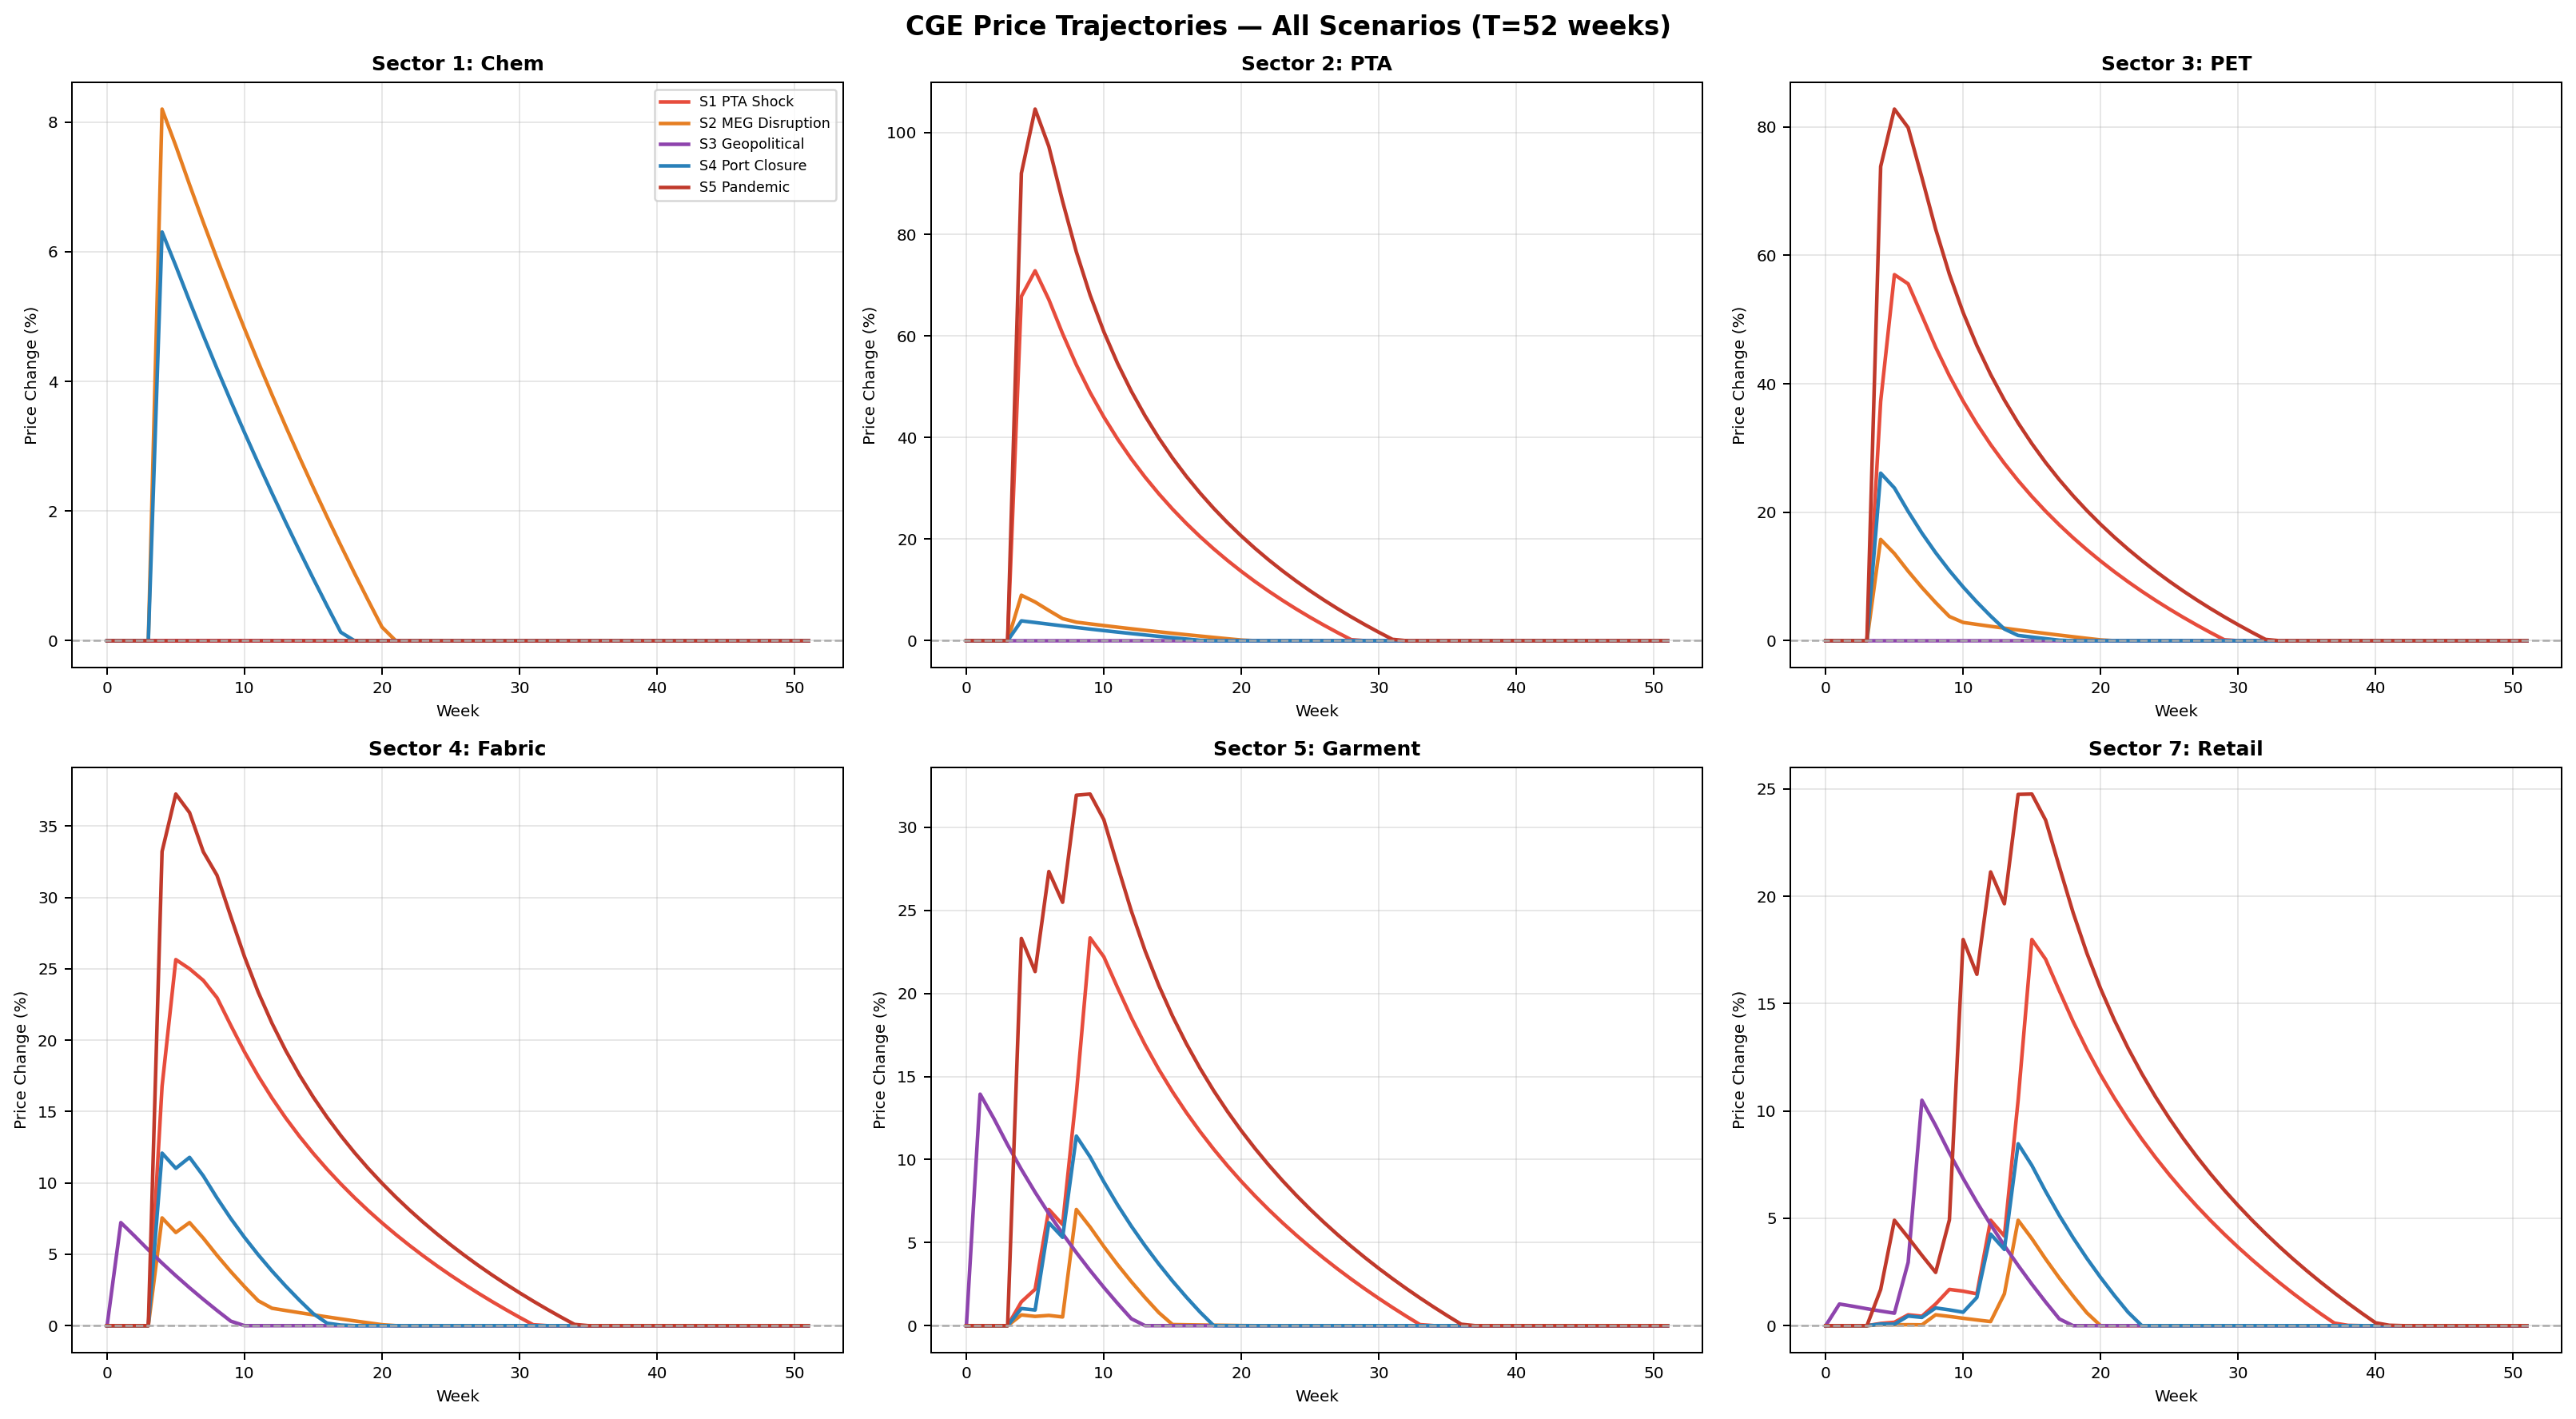 CGE Price Trajectories — All Scenarios (T=52 weeks)
Sector 1: Chem
Price Change (%)
8
6
4
2
0
S1 PTA Shock
S2 MEG Disruption
S3 Geopolitical
S4 Port Closure
S5 Pandemic
0 10 20 30 40 50
Week
Sector 2: PTA
Price Change (%)
100
80
60
40
20
0
0 10 20 30 40 50
Week
Sector 3: PET
Price Change (%)
80
60
40
20
0
0 10 20 30 40 50
Week
Sector 4: Fabric
Price Change (%)
35
30
25
20
15
10
5
0
0 10 20 30 40 50
Week
Sector 5: Garment
Price Change (%)
30
25
20
15
10
5
0
0 10 20 30 40 50
Week
Sector 7: Retail
Price Change (%)
25
20
15
10
5
0
0 10 20 30 40 50
Week